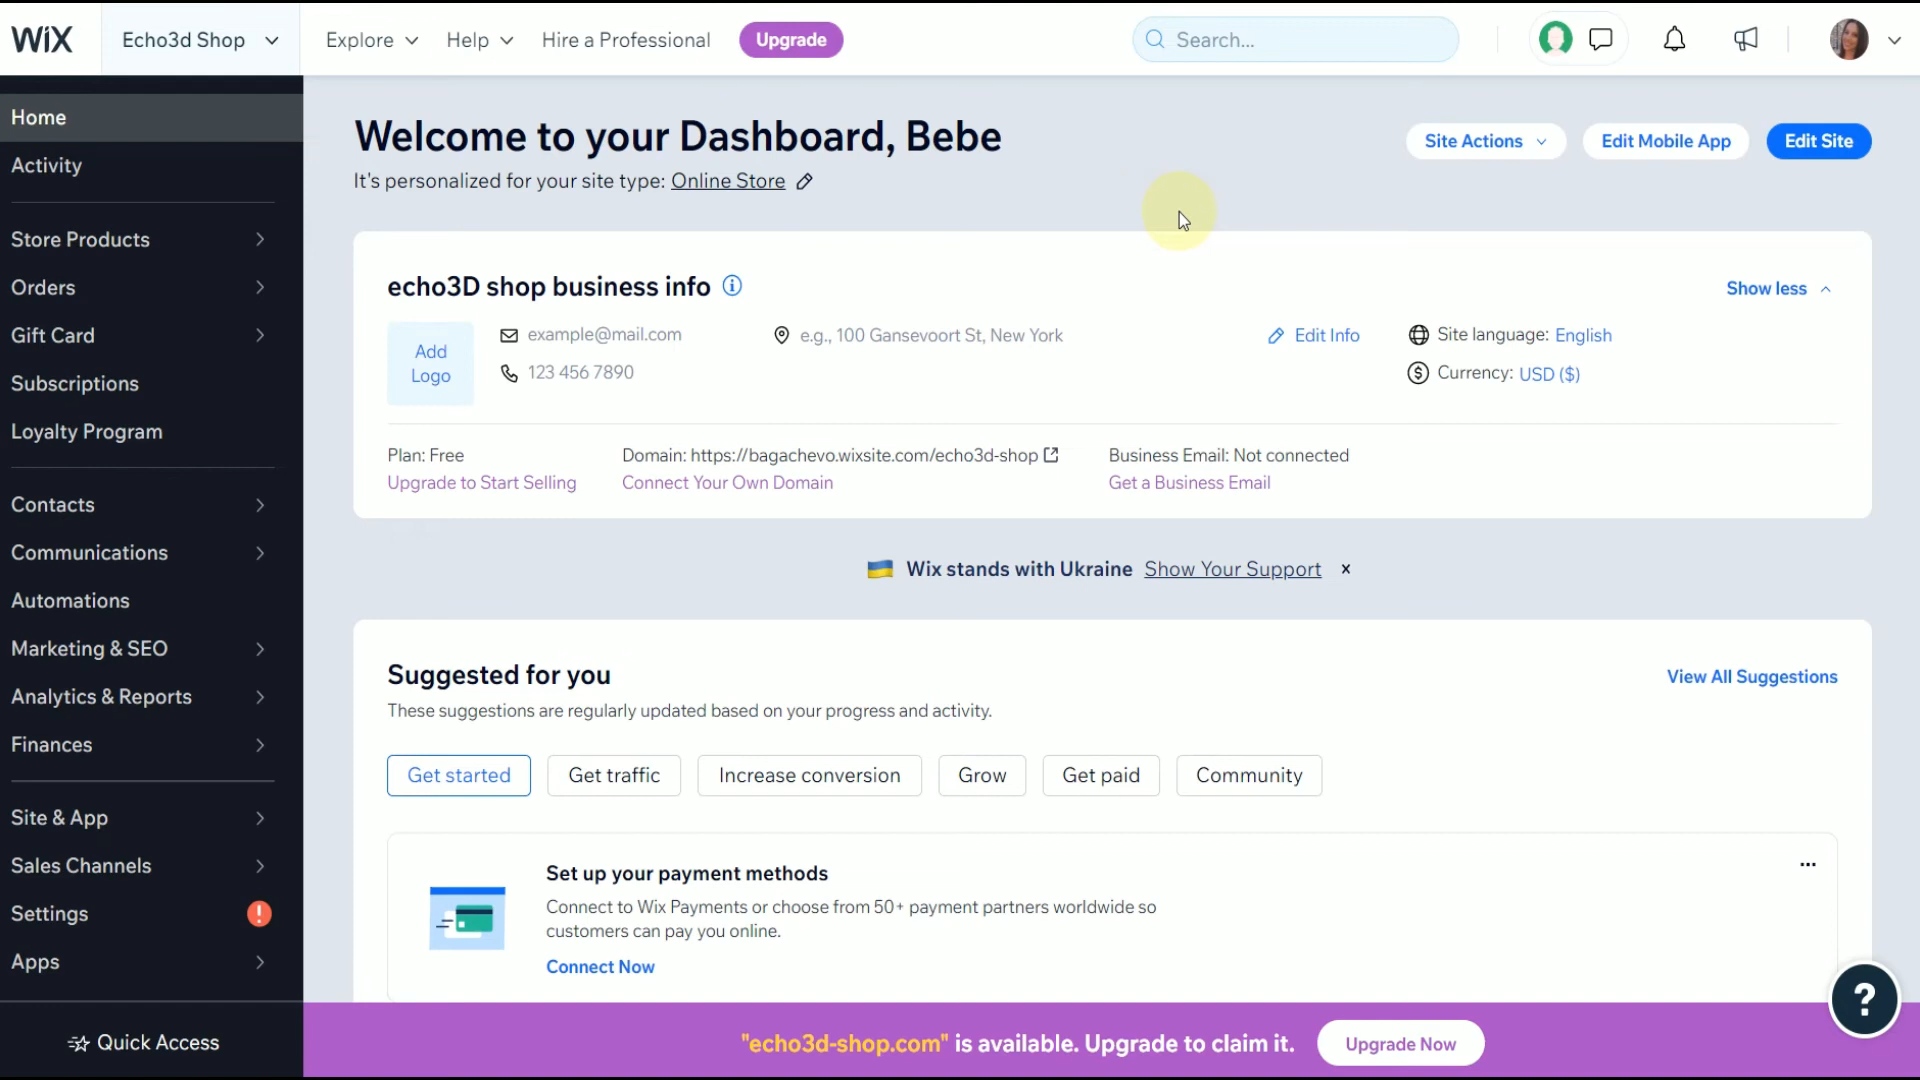 WiX
Echo3d Shop
Explore
Help
Hire a Professional
Upgrade
Search...
Home
Activity
Store Products
Orders
Gift Card
Subscriptions
Loyalty Program
Contacts
Communications
Automations
Marketing & SEO
Analytics & Reports
Finances
Site & App
Sales Channels
Settings
!
Apps
Quick Access
Welcome to your Dashboard, Bebe
It's personalized for your site type: Online Store
Site Actions
Edit Mobile App
Edit Site
echo3D shop business info
Show less
Add
Logo
example@mail.com
123 456 7890
e.g., 100 Gansevoort St, New York
Edit Info
Site language: English
Currency: USD ($)
Plan: Free
Upgrade to Start Selling
Domain: https://bagachevo.wixsite.com/echo3d-shop
Connect Your Own Domain
Business Email: Not connected
Get a Business Email
Wix stands with Ukraine Show Your Support ×
Suggested for you
View All Suggestions
These suggestions are regularly updated based on your progress and activity.
Get started
Get traffic
Increase conversion
Grow
Get paid
Community
Set up your payment methods
Connect to Wix Payments or choose from 50+ payment partners worldwide so
customers can pay you online.
Connect Now
?
"echo3d-shop.com" is available. Upgrade to claim it.
Upgrade Now